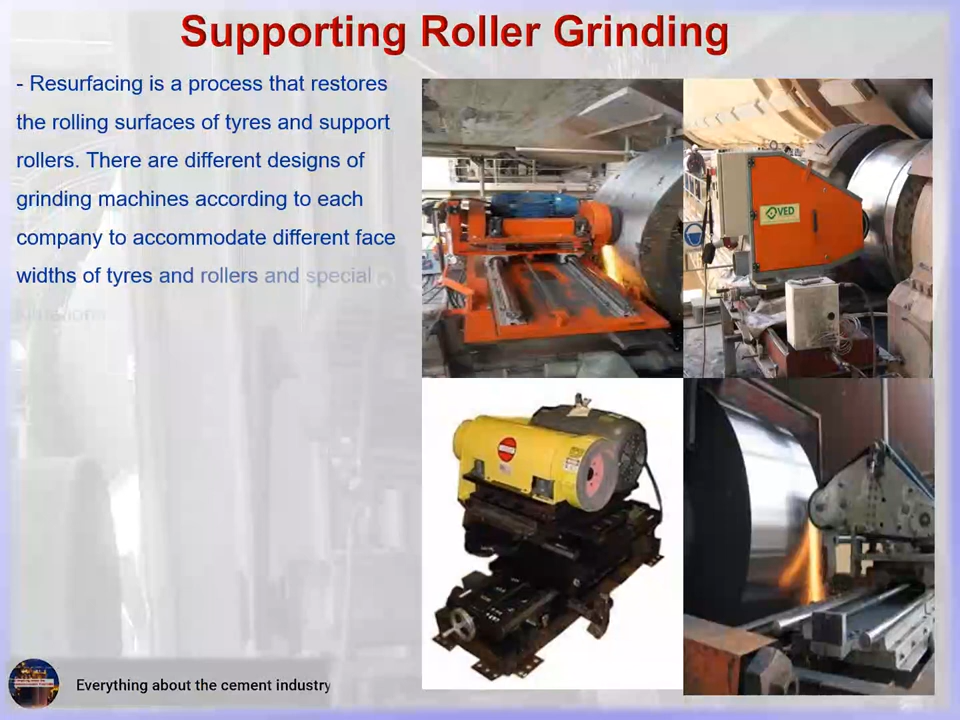 Supporting Roller Grinding
- Resurfacing is a process that restores
the rolling surfaces of tyres and support
rollers. There are different designs of
grinding machines according to each
company to accommodate different face
widths of tyres and rollers and special
VED
Everything about the cement industry